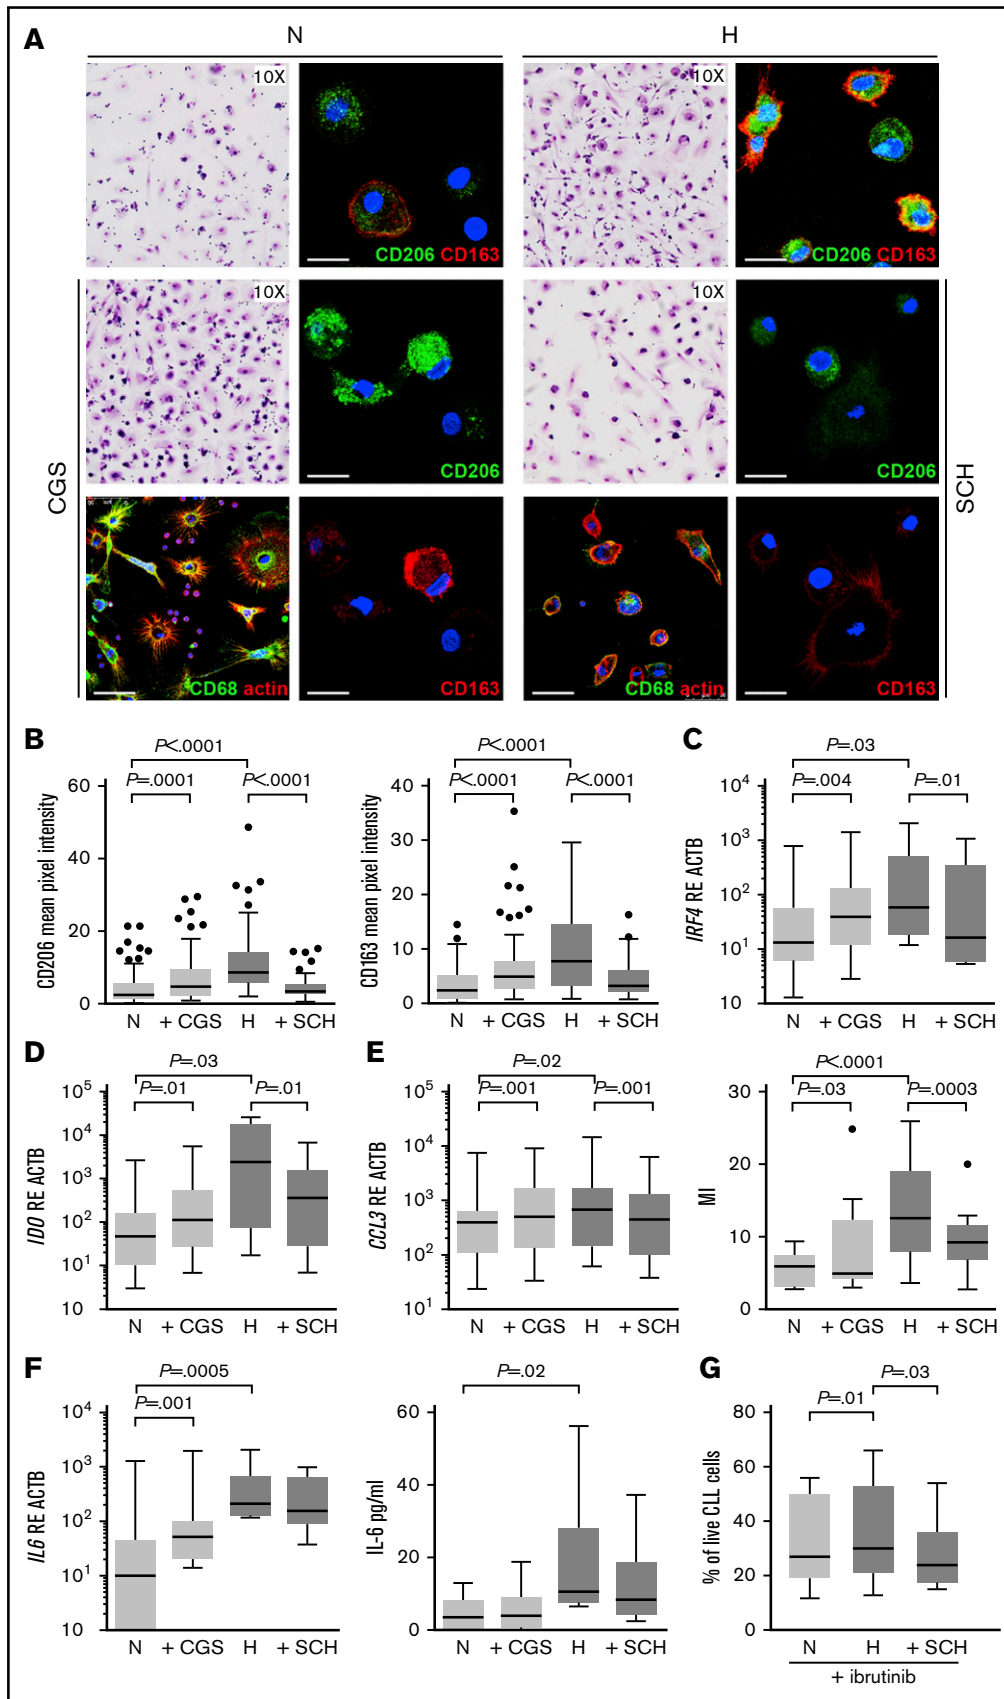 A
N
H
10X
CD206 CD163
10X
CD206 CD163
CGS
10X
CD206
10X
CD206
SCH
CD68 actin
CD163
CD68 actin
CD163
B
P<.0001
P=.0001
P<.0001
CD206 mean pixel intensity
60
40
20
0
N
+ CGS
H
+ SCH
P<.0001
P<.0001
P<.0001
CD163 mean pixel intensity
40
30
20
10
0
N
+ CGS
H
+ SCH
C
P=.03
P=.004
P=.01
IRF4 RE ACTB
10⁴
10³
10²
10¹
10
N
+ CGS
H
+ SCH
D
P=.03
P=.01
P=.01
IDO RE ACTB
10⁵
10⁴
10³
10²
10¹
10
N
+ CGS
H
+ SCH
E
P=.02
P=.001
P=.001
CCL3 RE ACTB
10⁵
10⁴
10³
10²
10¹
N
+ CGS
H
+ SCH
P<.0001
P=.03
P=.0003
MI
30
20
10
0
N
+ CGS
H
+ SCH
F
P=.0005
P=.001
IL6 RE ACTB
10⁴
10³
10²
10¹
10
N
+ CGS
H
+ SCH
P=.02
IL-6 pg/ml
60
40
20
0
N
+ CGS
H
+ SCH
G
P=.03
P=.01
% of live CLL cells
80
60
40
20
0
N
H
+ SCH
+ ibrutinib